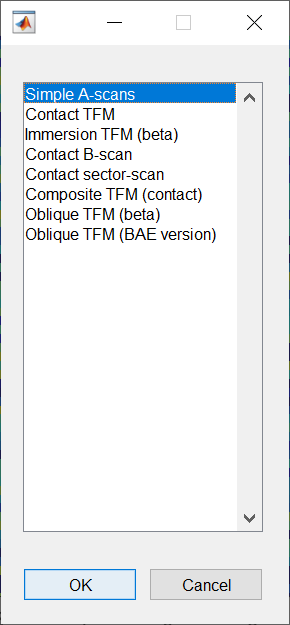 Simple A-scans
Contact TFM
Immersion TFM (beta)
Contact B-scan
Contact sector-scan
Composite TFM (contact)
Oblique TFM (beta)
Oblique TFM (BAE version)
OK
Cancel